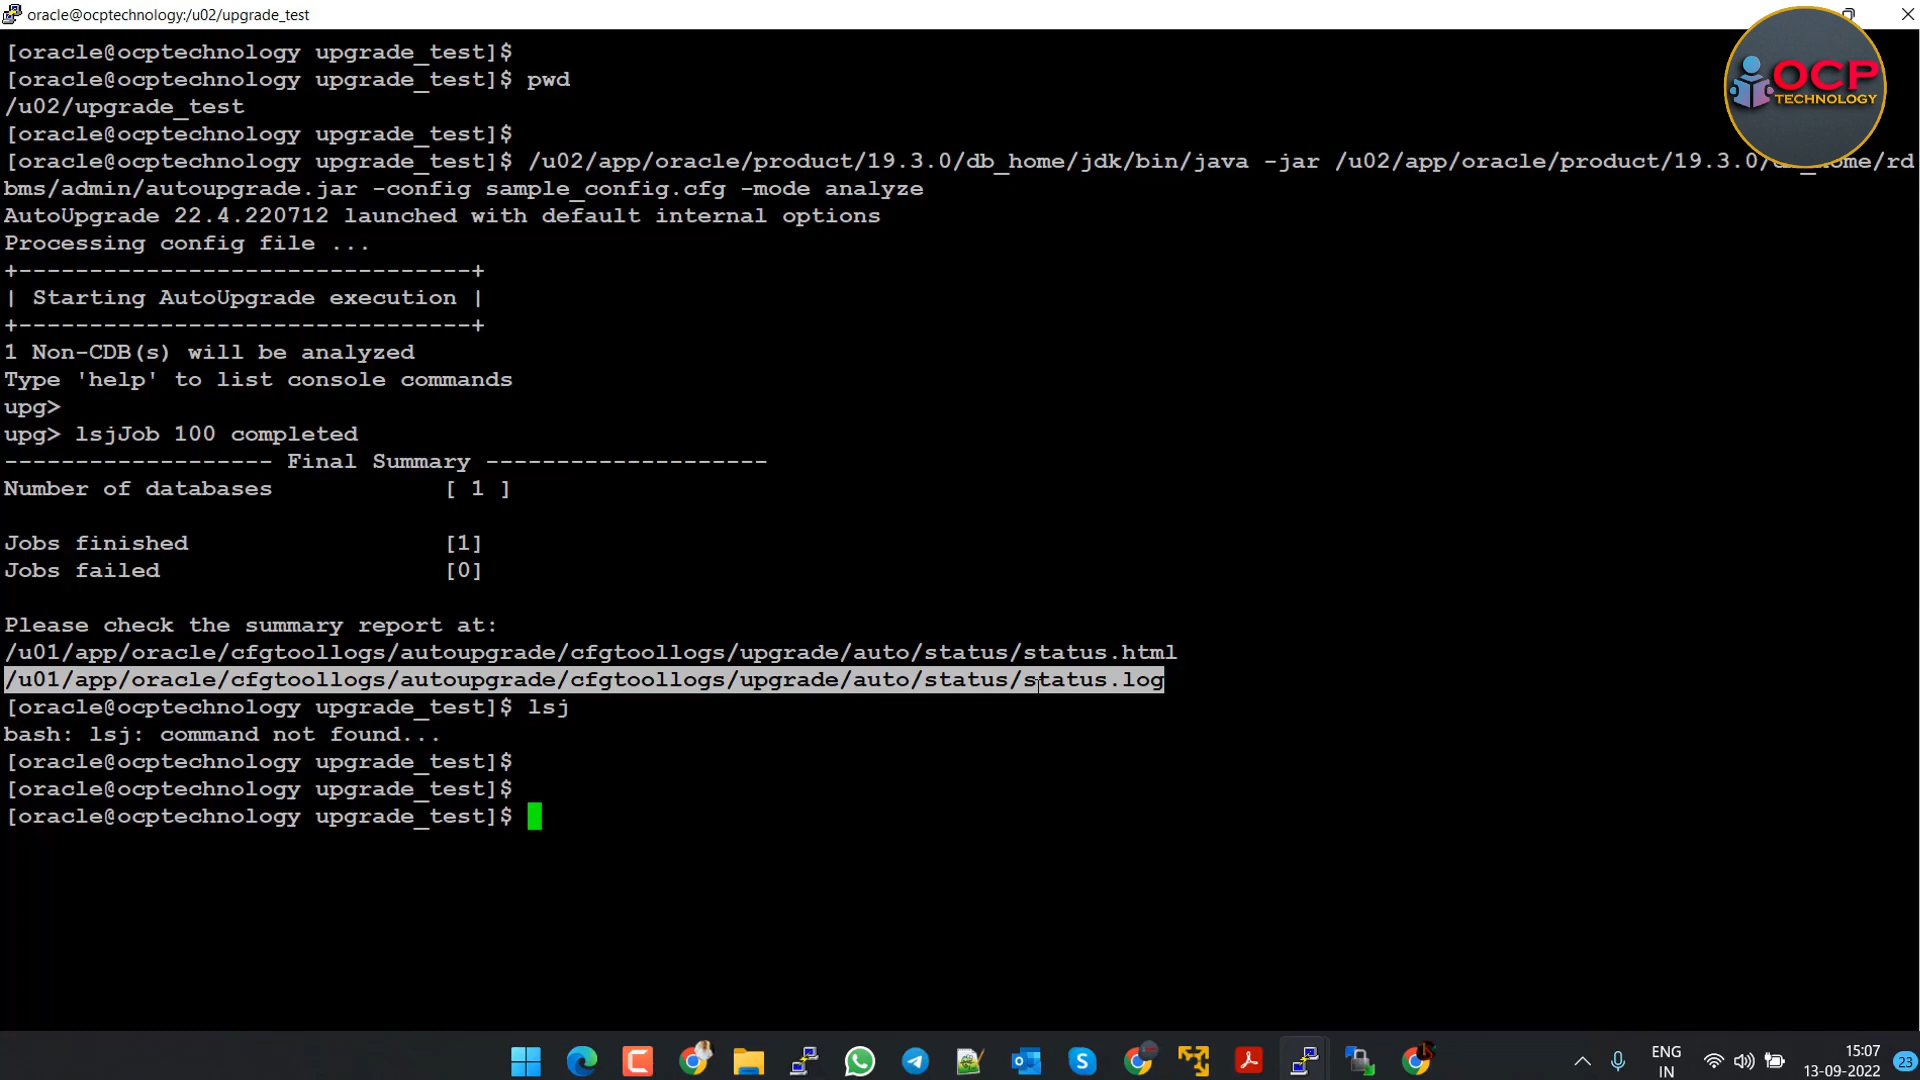 oracle@ocptechnology:/u02/upgrade_test
[oracle@ocptechnology upgrade_test]$
[oracle@ocptechnology upgrade_test]$ pwd
/u02/upgrade_test
[oracle@ocptechnology upgrade_test]$
[oracle@ocptechnology upgrade_test]$ /u02/app/oracle/product/19.3.0/db_home/jdk/bin/java -jar /u02/app/oracle/product/19.3.0/db_home/rd
bms/admin/autoupgrade.jar -config sample_config.cfg -mode analyze
AutoUpgrade 22.4.220712 launched with default internal options
Processing config file ...
+--------------------------------+
| Starting AutoUpgrade execution |
+--------------------------------+
1 Non-CDB(s) will be analyzed
Type 'help' to list console commands
upg>
upg> lsjJob 100 completed
------------------- Final Summary --------------------
Number of databases            [ 1 ]
Jobs finished                  [1]
Jobs failed                    [0]
Please check the summary report at:
/u01/app/oracle/cfgtoollogs/autoupgrade/cfgtoollogs/upgrade/auto/status/status.html
/u01/app/oracle/cfgtoollogs/autoupgrade/cfgtoollogs/upgrade/auto/status/status.log
[oracle@ocptechnology upgrade_test]$ lsj
bash: lsj: command not found...
[oracle@ocptechnology upgrade_test]$
[oracle@ocptechnology upgrade_test]$
[oracle@ocptechnology upgrade_test]$
OCP
TECHNOLOGY
ENG
IN
15:07
13-09-2022
23